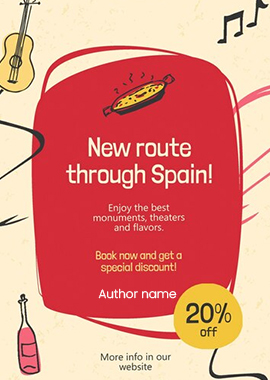 New route
through Spain!
Enjoy the best
monuments, theaters
and flavors.
Book now and get a
special discount!
Author name
20%
off
More info in our
website